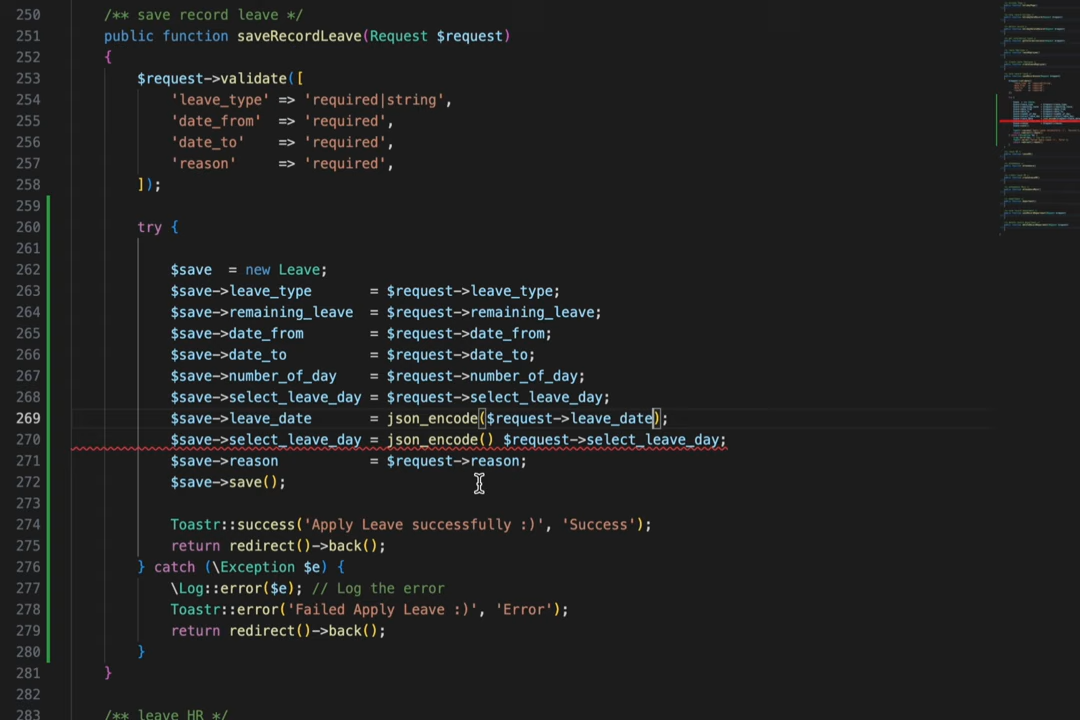 250 /** save record leave */
251 public function saveRecordLeave(Request $request)
252 {
253 $request->validate([
254 'leave_type' => 'required|string',
255 'date_from' => 'required',
256 'date_to' => 'required',
257 'reason' => 'required',
258 ]);
259
260 try {
261
262 $save = new Leave;
263 $save->leave_type = $request->leave_type;
264 $save->remaining_leave = $request->remaining_leave;
265 $save->date_from = $request->date_from;
266 $save->date_to = $request->date_to;
267 $save->number_of_day = $request->number_of_day;
268 $save->select_leave_day = $request->select_leave_day;
269 $save->leave_date = json_encode($request->leave_date);
270 $save->select_leave_day = json_encode() $request->select_leave_day;
271 $save->reason = $request->reason;
272 $save->save();
273
274 Toastr::success('Apply Leave successfully :)', 'Success');
275 return redirect()->back();
276 } catch (\Exception $e) {
277 \Log::error($e); // Log the error
278 Toastr::error('Failed Apply Leave :)', 'Error');
279 return redirect()->back();
280 }
281 }
282
283 /** leave HR */